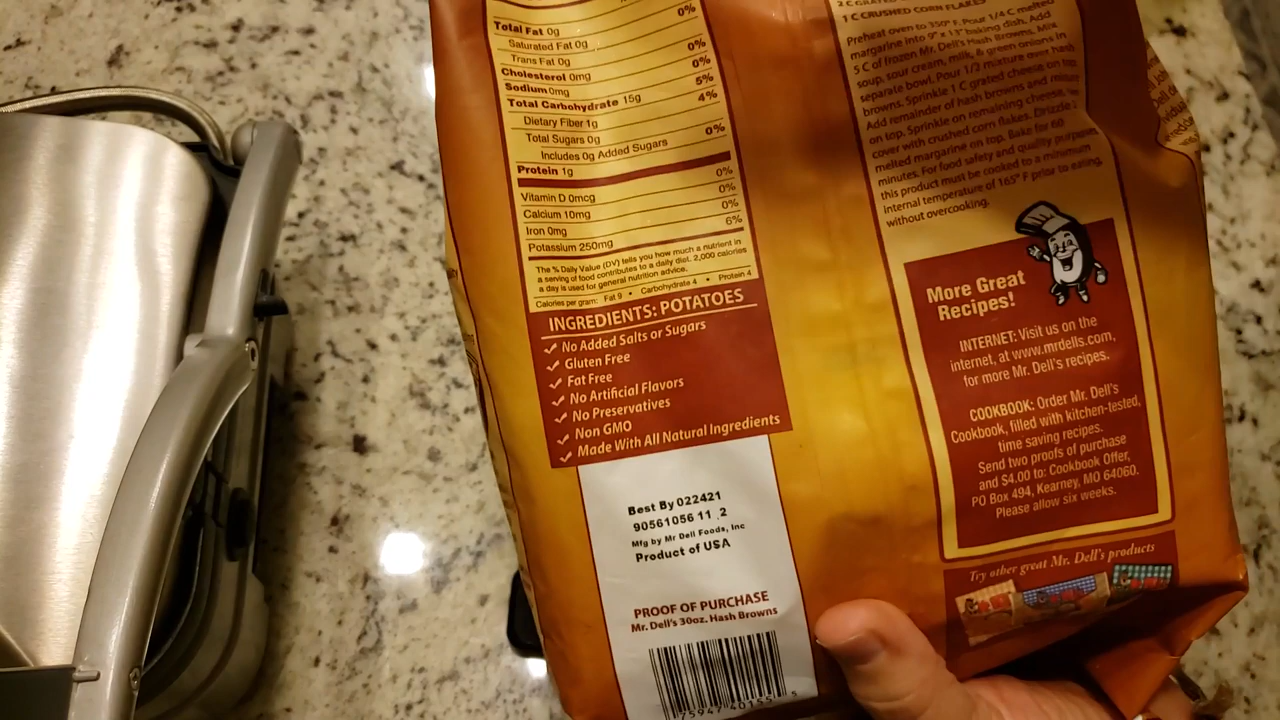 0%
Total Fat 0g
Saturated Fat 0g 0%
Trans Fat 0g
Cholesterol 0mg 0%
Sodium 0mg 0%
Total Carbohydrate 15g 5%
Dietary Fiber 1g 4%
Total Sugars 0g
Includes 0g Added Sugars 0%
Protein 1g
Vitamin D 0mcg 0%
Calcium 10mg 0%
Iron 0mg 0%
Potassium 250mg 6%
The % Daily Value (DV) tells you how much a nutrient in
a serving of food contributes to a daily diet. 2,000 calories
a day is used for general nutrition advice.
Calories per gram: Fat 9 • Carbohydrate 4 • Protein 4
INGREDIENTS: POTATOES
No Added Salts or Sugars
Gluten Free
Fat Free
No Artificial Flavors
No Preservatives
Non GMO
Made With All Natural Ingredients
Best By 022421
90561056 11 2
Mfg by Mr Dell Foods, Inc
Product of USA
PROOF OF PURCHASE
Mr. Dell's 30oz. Hash Browns
75947 40155 5
1 C CRUSHED CORN FLAKES
Preheat oven to 350° F. Pour 1/4 C melted
margarine into 9" x 13" baking dish. Add
5 C of frozen Mr. Dell's Hash Browns. Mix
soup, sour cream, milk, & green onions in
separate bowl. Pour 1/3 mixture over hash
browns. Sprinkle 1 C grated cheese on top.
Add remainder of hash browns and mixture
on top. Sprinkle on remaining cheese,
cover with crushed corn flakes. Drizzle
melted margarine on top. Bake for 60
minutes. For food safety and quality purposes
this product must be cooked to a minimum
internal temperature of 165° F prior to eating,
without overcooking.
More Great
Recipes!
INTERNET: Visit us on the
internet, at www.mrdells.com,
for more Mr. Dell's recipes.
COOKBOOK: Order Mr. Dell's
Cookbook, filled with kitchen-tested,
time saving recipes.
Send two proofs of purchase
and $4.00 to: Cookbook Offer,
PO Box 494, Kearney, MO 64060.
Please allow six weeks.
Try other great Mr. Dell's products